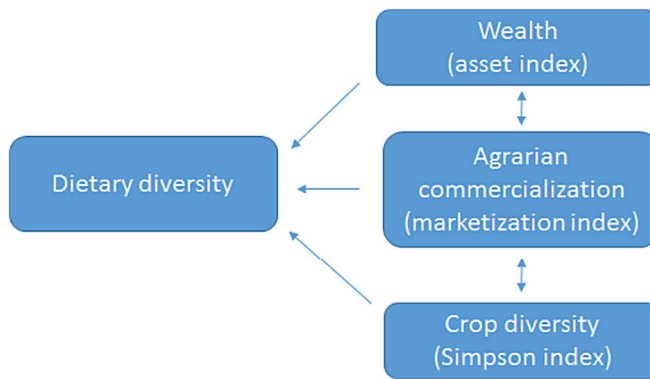 Wealth
(asset index)
Dietary diversity
Agrarian
commercialization
(marketization index)
Crop diversity
(Simpson index)